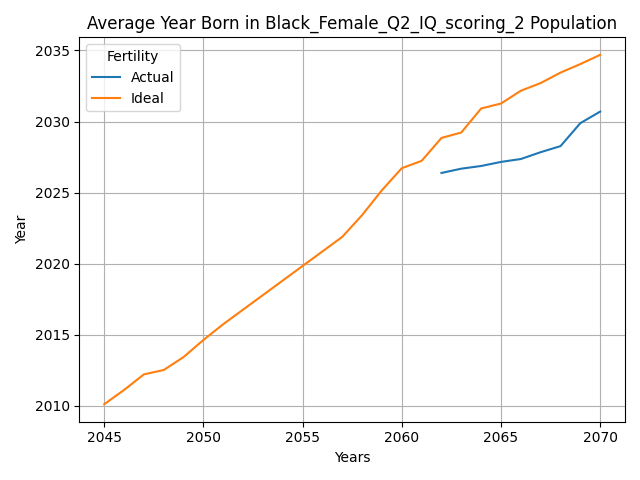 Average Year Born in Black_Female_Q2_IQ_scoring_2 Population
Fertility
Actual
Ideal
2035
2030
2025
2020
2015
2010
Year
2045 2050 2055 2060 2065 2070
Years